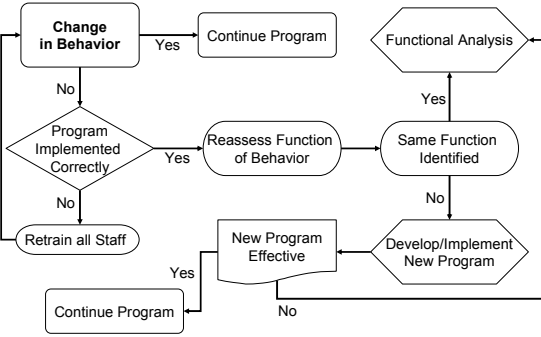 Change
in Behavior
Yes
Continue Program
Functional Analysis
No
Yes
Program
Implemented
Correctly
Yes
Reassess Function
of Behavior
Same Function
Identified
No
No
Retrain all Staff
New Program
Effective
Develop/Implement
New Program
Yes
Continue Program
No